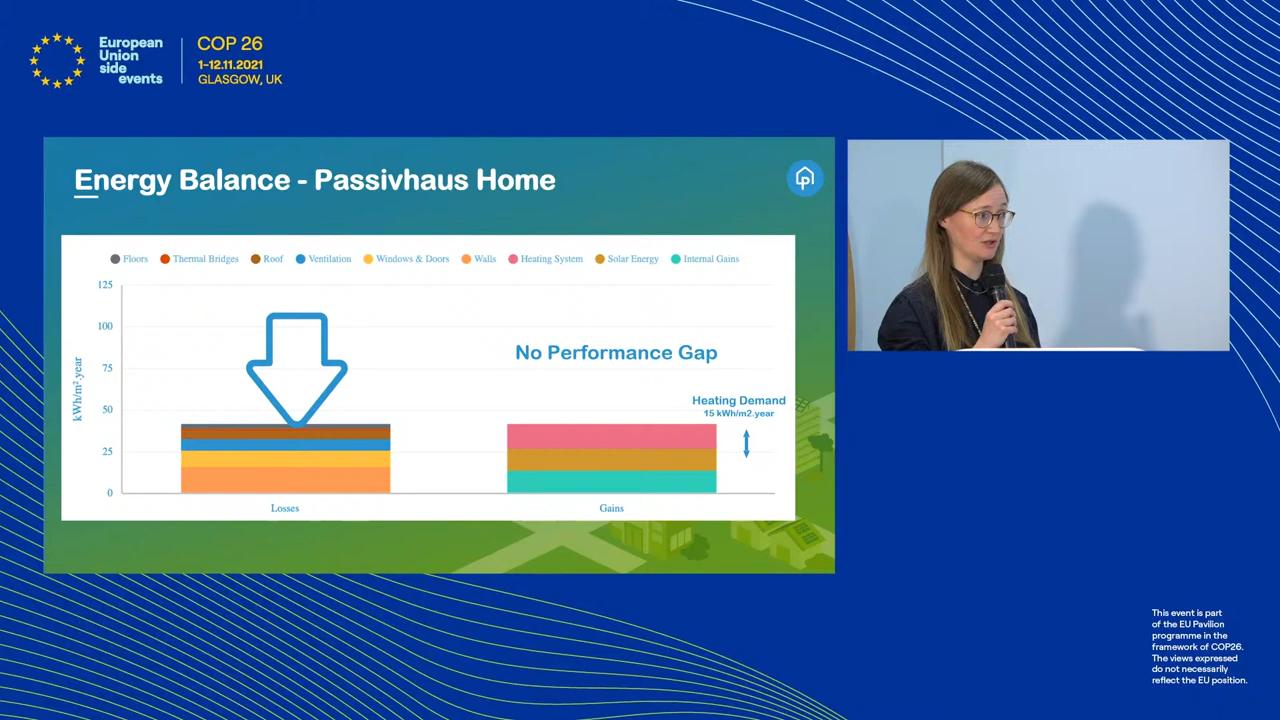 European
Union
side
events
COP 26
1-12.11.2021
GLASGOW, UK
Energy Balance - Passivhaus Home
Floors Thermal Bridges Roof Ventilation Windows & Doors Walls Heating System Solar Energy Internal Gains
125
100
75
50
25
0
kWh/m².year
No Performance Gap
Heating Demand
15 kWh/m2.year
Losses
Gains
This event is part
of the EU Pavilion
programme in the
framework of COP26.
The views expressed
do not necessarily
reflect the EU position.